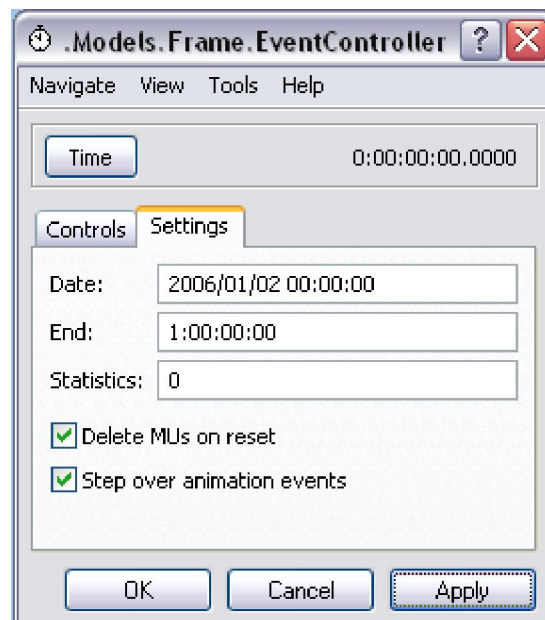 .Models.Frame.EventController ?
Navigate View Tools Help
Time 0:00:00:00.0000
Controls Settings
Date: 2006/01/02 00:00:00
End: 1:00:00:00
Statistics: 0
Delete MUs on reset
Step over animation events
OK Cancel Apply